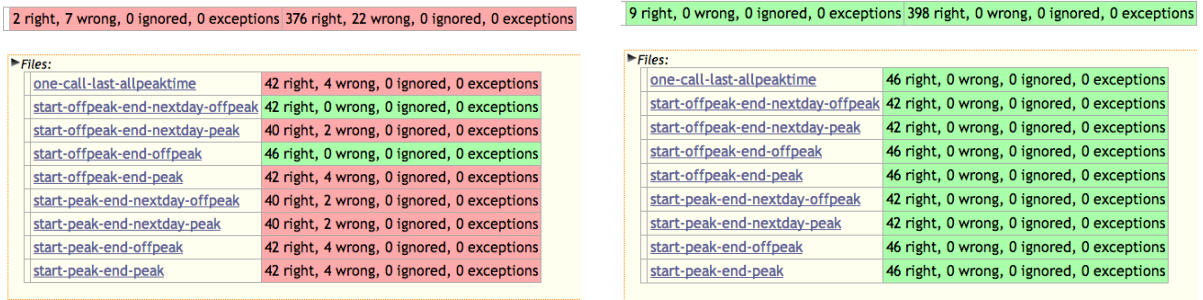 2 right, 7 wrong, 0 ignored, 0 exceptions 376 right, 22 wrong, 0 ignored, 0 exceptions
Files:
one-call-last-allpeaktime 42 right, 4 wrong, 0 ignored, 0 exceptions
start-offpeak-end-nextday-offpeak 42 right, 0 wrong, 0 ignored, 0 exceptions
start-offpeak-end-nextday-peak 40 right, 2 wrong, 0 ignored, 0 exceptions
start-offpeak-end-offpeak 46 right, 0 wrong, 0 ignored, 0 exceptions
start-offpeak-end-peak 42 right, 4 wrong, 0 ignored, 0 exceptions
start-peak-end-nextday-offpeak 40 right, 2 wrong, 0 ignored, 0 exceptions
start-peak-end-nextday-peak 40 right, 2 wrong, 0 ignored, 0 exceptions
start-peak-end-offpeak 42 right, 4 wrong, 0 ignored, 0 exceptions
start-peak-end-peak 42 right, 4 wrong, 0 ignored, 0 exceptions
9 right, 0 wrong, 0 ignored, 0 exceptions 398 right, 0 wrong, 0 ignored, 0 exceptions
Files:
one-call-last-allpeaktime 46 right, 0 wrong, 0 ignored, 0 exceptions
start-offpeak-end-nextday-offpeak 42 right, 0 wrong, 0 ignored, 0 exceptions
start-offpeak-end-nextday-peak 42 right, 0 wrong, 0 ignored, 0 exceptions
start-offpeak-end-offpeak 46 right, 0 wrong, 0 ignored, 0 exceptions
start-offpeak-end-peak 46 right, 0 wrong, 0 ignored, 0 exceptions
start-peak-end-nextday-offpeak 42 right, 0 wrong, 0 ignored, 0 exceptions
start-peak-end-nextday-peak 42 right, 0 wrong, 0 ignored, 0 exceptions
start-peak-end-offpeak 46 right, 0 wrong, 0 ignored, 0 exceptions
start-peak-end-peak 46 right, 0 wrong, 0 ignored, 0 exceptions